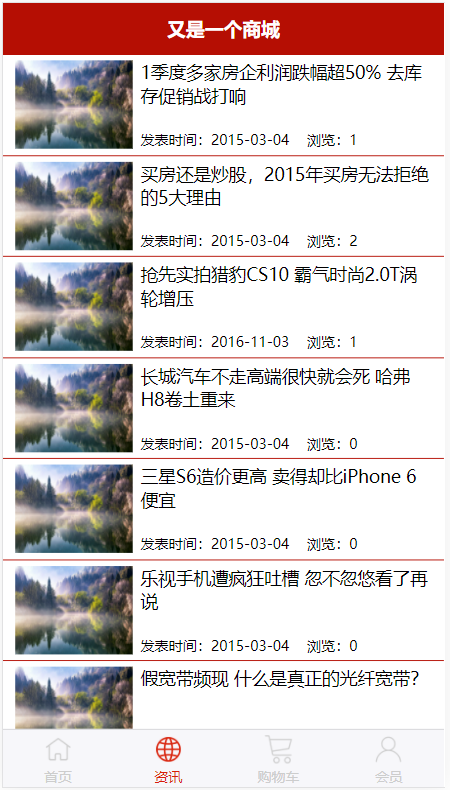 又是一个商城
1季度多家房企利润跌幅超50% 去库
存促销战打响
发表时间：2015-03-04 浏览：1
买房还是炒股，2015年买房无法拒绝
的5大理由
发表时间：2015-03-04 浏览：2
抢先实拍猎豹CS10 霸气时尚2.0T涡
轮增压
发表时间：2016-11-03 浏览：1
长城汽车不走高端很快就会死 哈弗
H8卷土重来
发表时间：2015-03-04 浏览：0
三星S6造价更高 卖得却比iPhone 6
便宜
发表时间：2015-03-04 浏览：0
乐视手机遭疯狂吐槽 忽不忽悠看了再
说
发表时间：2015-03-04 浏览：0
假宽带频现 什么是真正的光纤宽带？
首页 资讯 购物车 会员